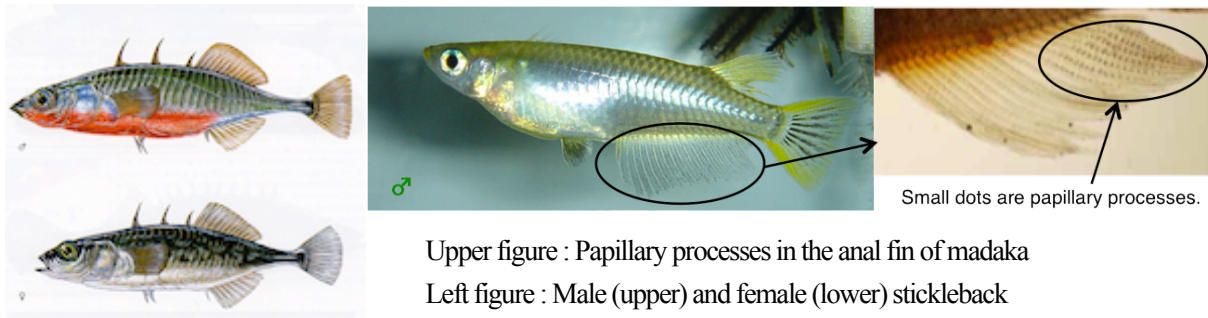 ♂
♀
♂
Small dots are papillary processes.
Upper figure : Papillary processes in the anal fin of madaka
Left figure : Male (upper) and female (lower) stickleback